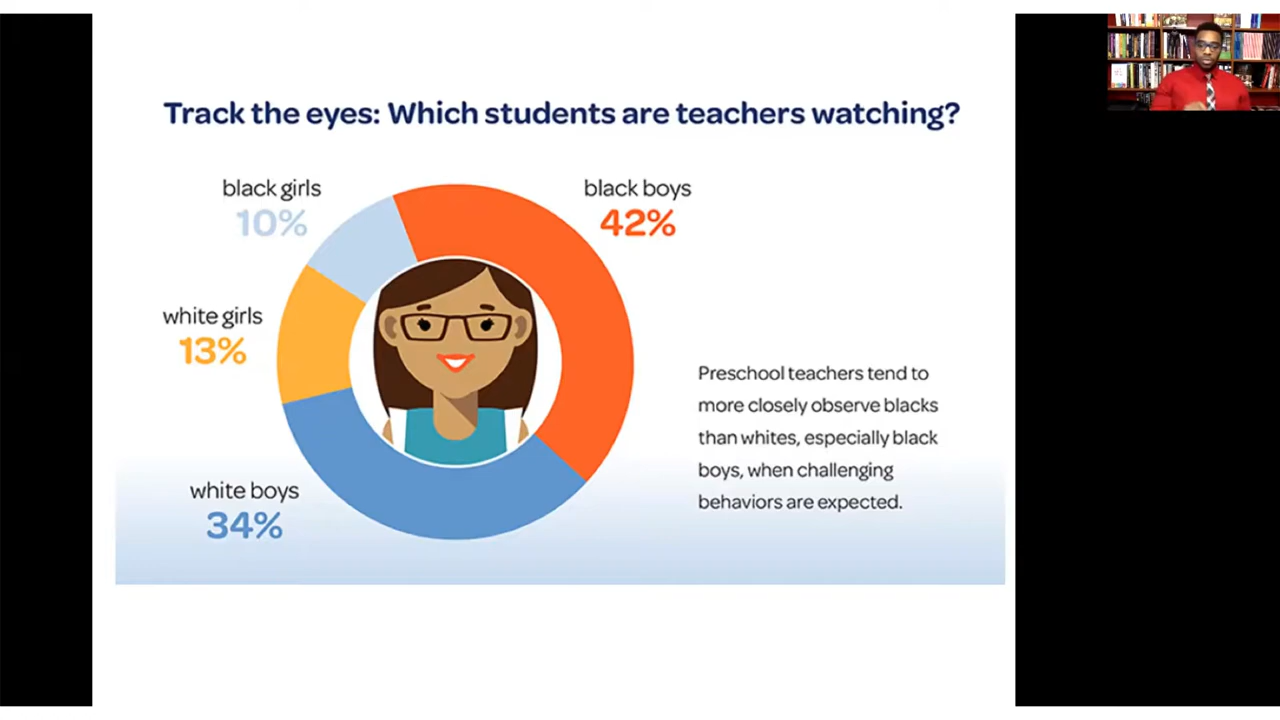 Track the eyes: Which students are teachers watching?
black girls
10%
black boys
42%
white girls
13%
Preschool teachers tend to
more closely observe blacks
than whites, especially black
boys, when challenging
behaviors are expected.
white boys
34%